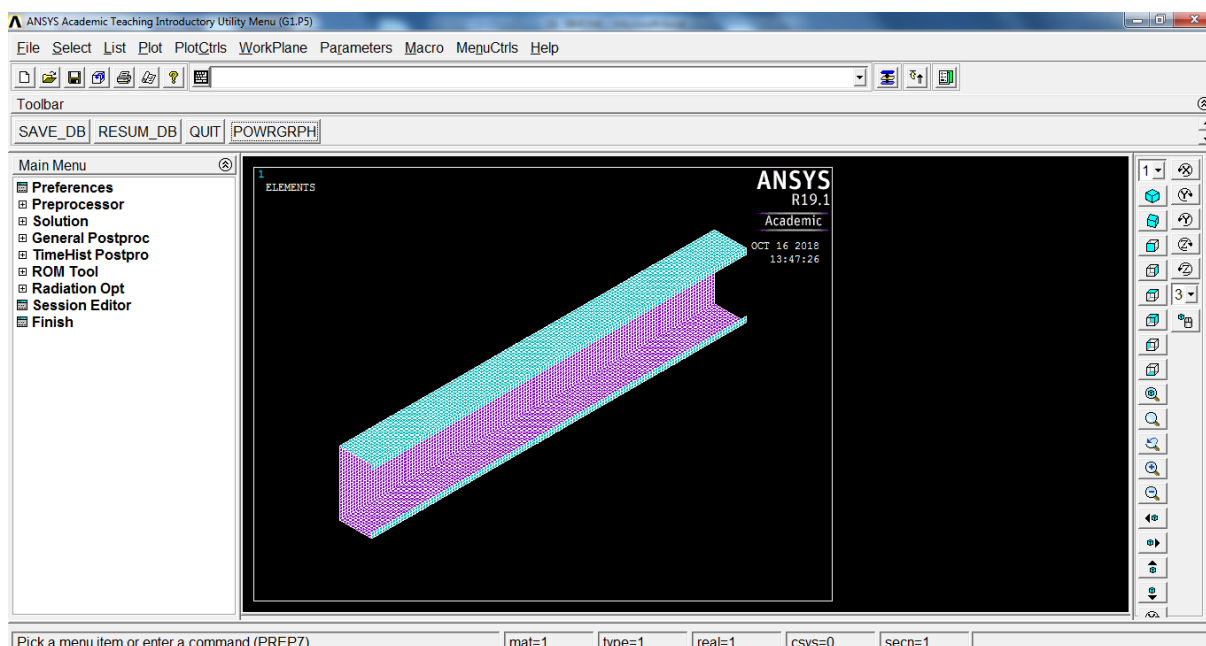 ANSYS Academic Teaching Introductory Utility Menu (G1.P5)
File Select List Plot PlotCtrls WorkPlane Parameters Macro MenuCtrls Help
Toolbar
SAVE_DB RESUM_DB QUIT POWRGRPH
Main Menu
Preferences
Preprocessor
Solution
General Postproc
TimeHist Postpro
ROM Tool
Radiation Opt
Session Editor
Finish
1
ELEMENTS
ANSYS
R19.1
Academic
OCT 16 2018
13:47:26
1
3
Pick a menu item or enter a command (PREP7)
mat=1 type=1 real=1 csys=0 secn=1